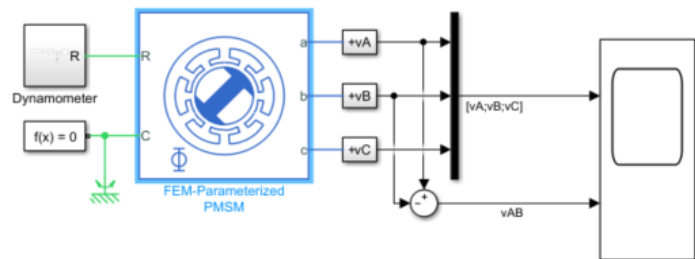 R
Dynamometer
f(x) = 0
R
C
a
b
c
Φ
FEM-Parameterized
PMSM
+vA
+vB
+vC
[vA;vB;vC]
+
−
vAB